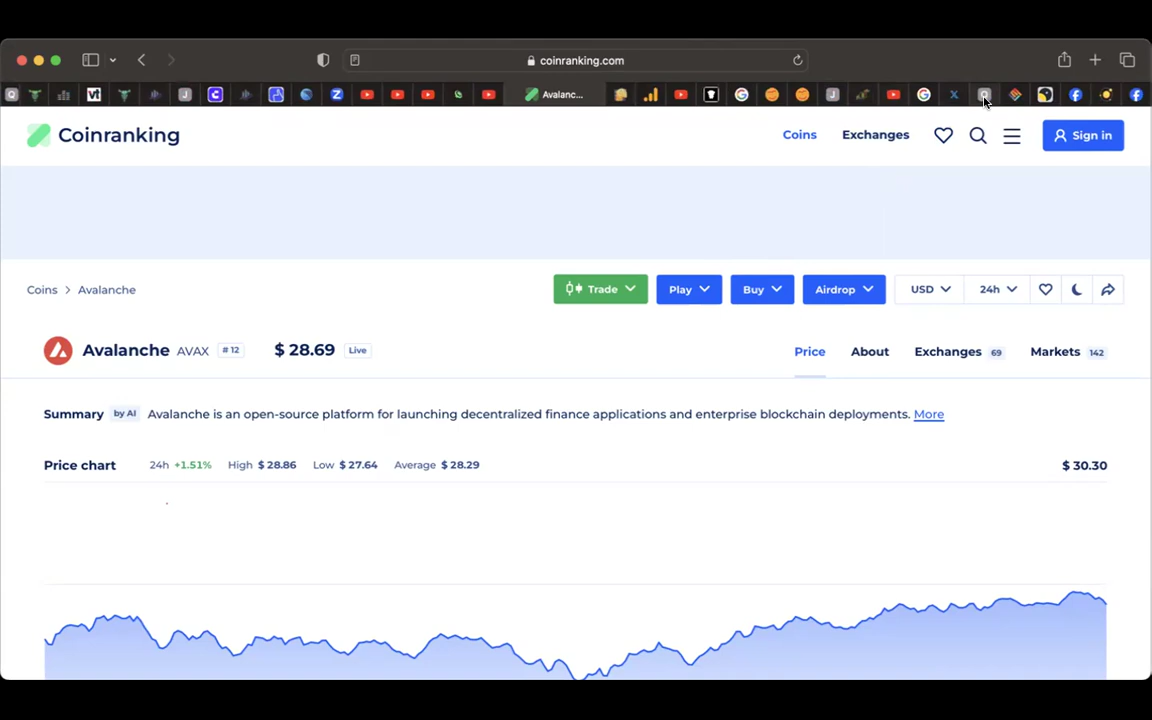 coinranking.com
Avalanc...
Coinranking
Coins
Exchanges
Sign in
Coins > Avalanche
Trade
Play
Buy
Airdrop
USD
24h
Avalanche AVAX # 12 $ 28.69 Live
Price
About
Exchanges 69
Markets 142
Summary by AI Avalanche is an open-source platform for launching decentralized finance applications and enterprise blockchain deployments. More
Price chart 24h +1.51% High $ 28.86 Low $ 27.64 Average $ 28.29 $ 30.30